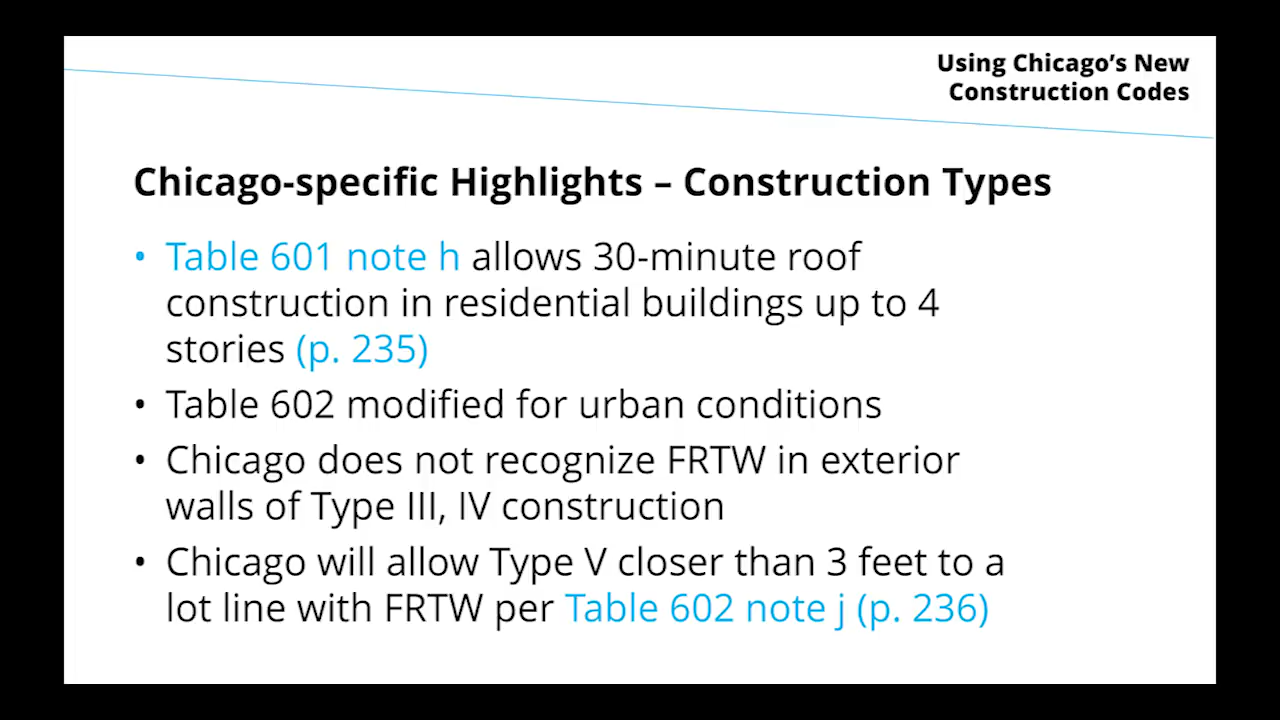 Using Chicago's New
Construction Codes
Chicago-specific Highlights – Construction Types
• Table 601 note h allows 30-minute roof
construction in residential buildings up to 4
stories (p. 235)
• Table 602 modified for urban conditions
• Chicago does not recognize FRTW in exterior
walls of Type III, IV construction
• Chicago will allow Type V closer than 3 feet to a
lot line with FRTW per Table 602 note j (p. 236)